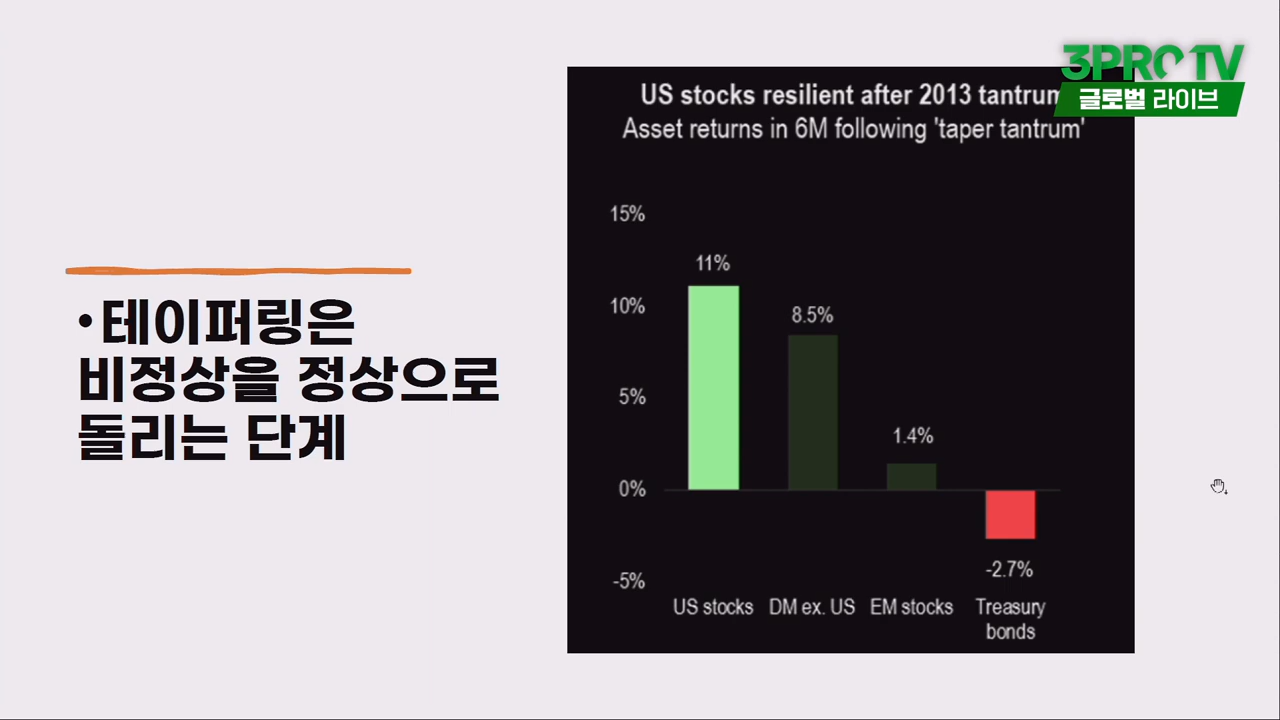 3PROTV
글로벌 라이브
•테이퍼링은
비정상을 정상으로
돌리는 단계
US stocks resilient after 2013 tantrum
Asset returns in 6M following 'taper tantrum'
15%
10%
5%
0%
-5%
11%
8.5%
1.4%
-2.7%
US stocks
DM ex. US
EM stocks
Treasury
bonds